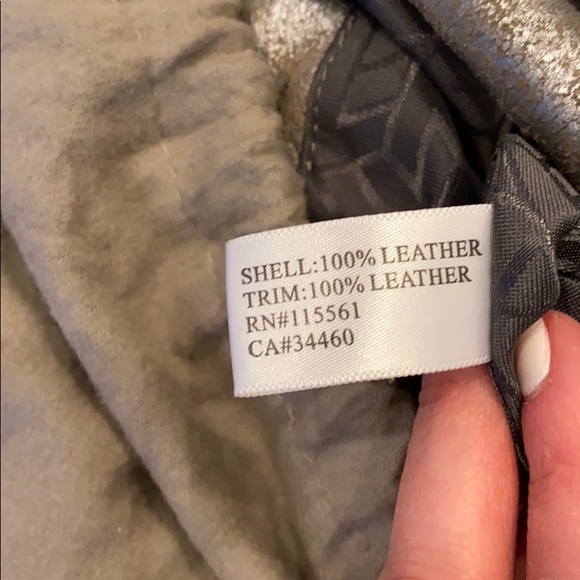 SHELL:100% LEATHER
TRIM:100% LEATHER
RN#115561
CA#34460